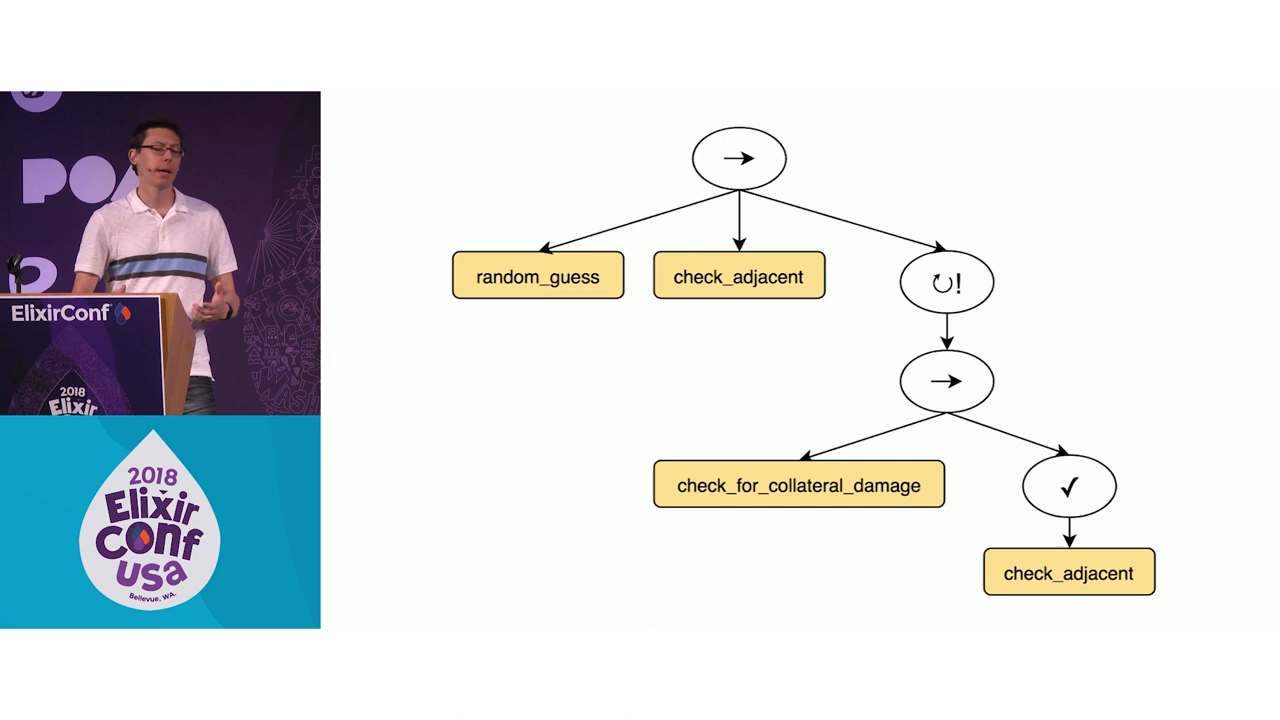 POA
ElixirConf
2018
Elixir
2018
Elixir
conf
usa
Bellevue, WA.
→
random_guess
check_adjacent
↻!
→
check_for_collateral_damage
✓
check_adjacent